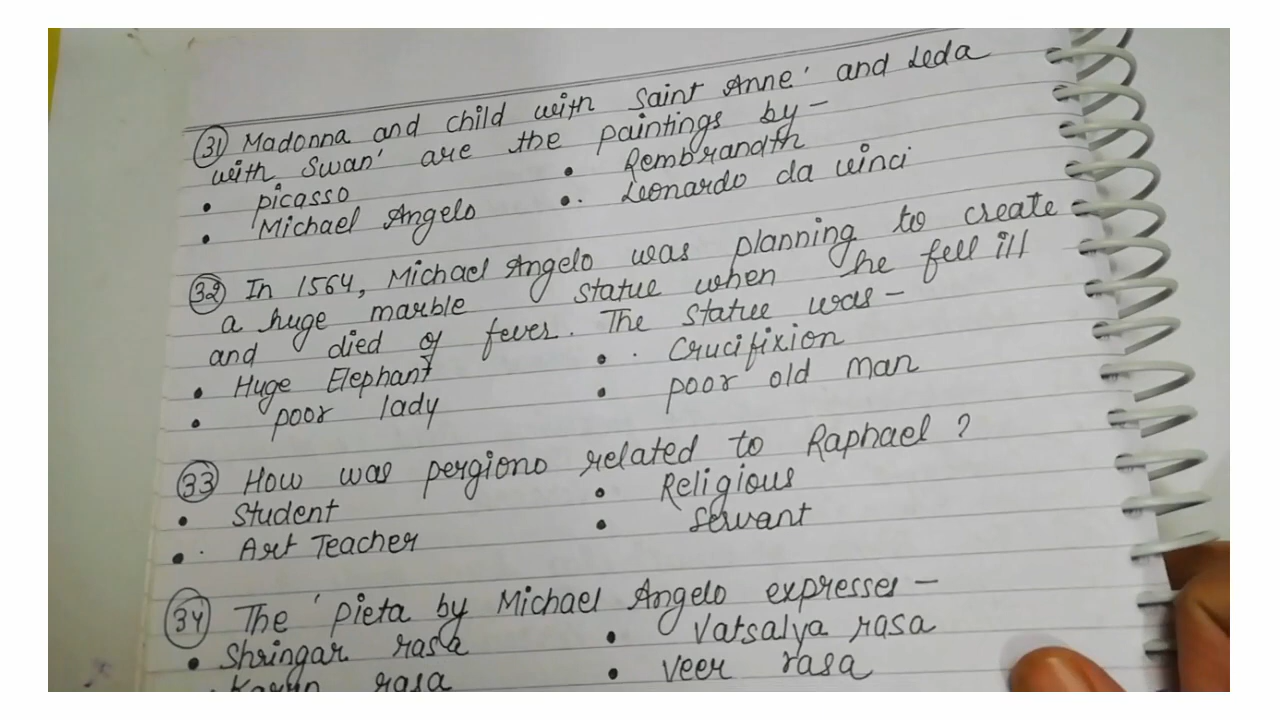 31 Madonna and child with Saint Anne' and Leda
with Swan' are the paintings by –
• picasso • Rembrandth
• Michael Angelo •. Leonardo da vinci
32 In 1564, Michael Angelo was planning to create
a huge marble statue when he fell ill
and died of fever. The statue was –
• Huge Elephant • . Crucifixion
• poor lady • poor old man
33 How was pergiono related to Raphael ?
• Student • Religious
• . Art Teacher • Servant
34 The 'pieta by Michael Angelo expresses –
• Shringar rasa • Vatsalya rasa
• Karun rasa • Veer rasa